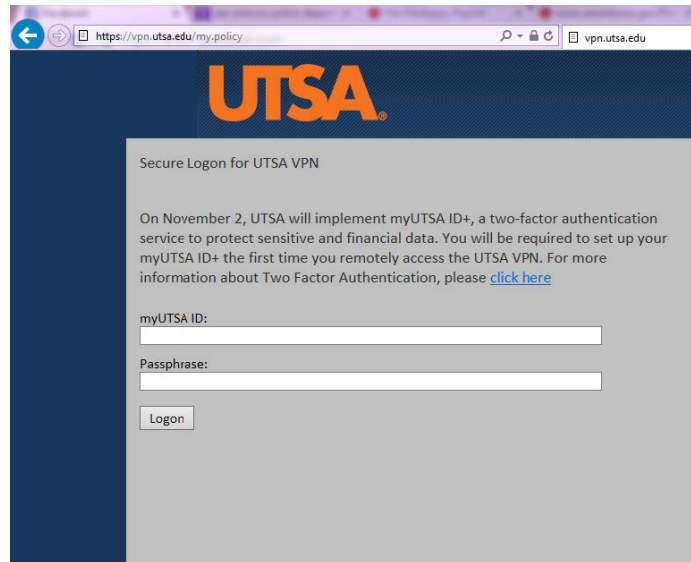 https://vpn.utsa.edu/my.policy
vpn.utsa.edu
UTSA®
Secure Logon for UTSA VPN
On November 2, UTSA will implement myUTSA ID+, a two-factor authentication
service to protect sensitive and financial data. You will be required to set up your
myUTSA ID+ the first time you remotely access the UTSA VPN. For more
information about Two Factor Authentication, please click here
myUTSA ID:
Passphrase:
Logon